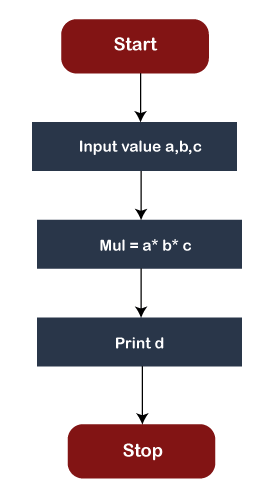 Start
Input value a,b,c
Mul = a* b* c
Print d
Stop